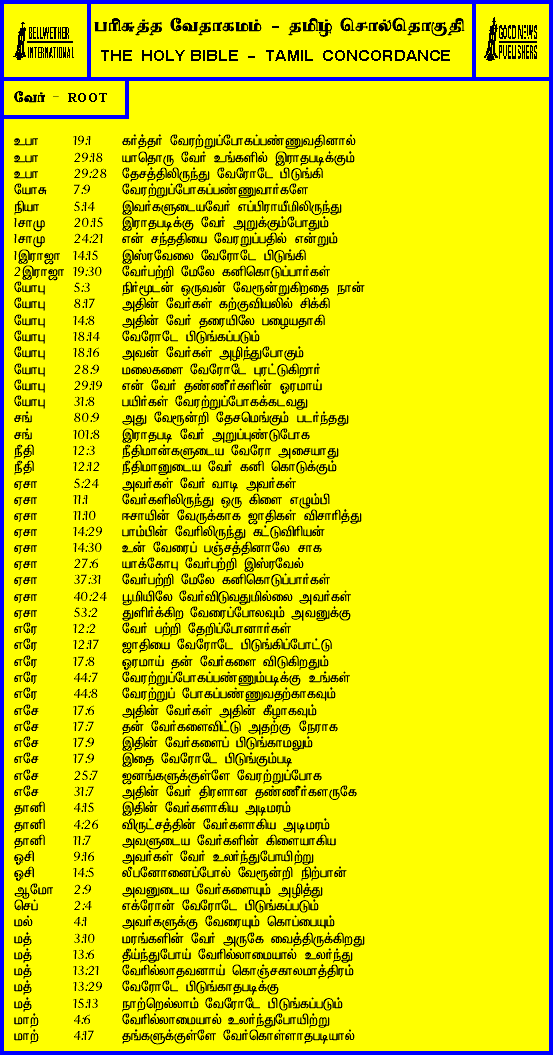 BELLWETHER INTERNATIONAL
பரிசுத்த வேதாகமம் - தமிழ் சொல்தொகுதி
THE HOLY BIBLE - TAMIL CONCORDANCE
GOOD NEWS PUBLISHERS
வேர் - ROOT
உபா 19:1 கர்த்தர் வேரற்றுப்போகப்பண்ணுவதினால்
உபா 29:18 யாதொரு வேர் உங்களில் இராதபடிக்கும்
உபா 29:28 தேசத்திலிருந்து வேரோடே பிடுங்கி
யோசு 7:9 வேரற்றுப்போகப்பண்ணுவார்களே
நியா 5:14 இவர்களுடையவேர் எப்பிராயீமிலிருந்து
1சாமு 20:15 இராதபடிக்கு வேர் அறுக்கும்போதும்
1சாமு 24:21 என் சந்ததியை வேரறுப்பதில் என்றும்
1இராஜா 14:15 இஸ்ரவேலை வேரோடே பிடுங்கி
2இராஜா 19:30 வேர்பற்றி மேலே கனிகொடுப்பார்கள்
யோபு 5:3 நிர்மூடன் ஒருவன் வேரூன்றுகிறதை நான்
யோபு 8:17 அதின் வேர்கள் கற்குவியலில் சிக்கி
யோபு 14:8 அதின் வேர் தரையிலே பழையதாகி
யோபு 18:14 வேரோடே பிடுங்கப்படும்
யோபு 18:16 அவன் வேர்கள் அழிந்துபோகும்
யோபு 28:9 மலைகளை வேரோடே புரட்டுகிறார்
யோபு 29:19 என் வேர் தண்ணீர்களின் ஓரமாய்
யோபு 31:8 பயிர்கள் வேரற்றுப்போகக்கடவது
சங் 80:9 அது வேரூன்றி தேசமெங்கும் படர்ந்தது
சங் 101:8 இராதபடி வேர் அறுப்புண்டுபோக
நீதி 12:3 நீதிமான்களுடைய வேரோ அசையாது
நீதி 12:12 நீதிமானுடைய வேர் கனி கொடுக்கும்
ஏசா 5:24 அவர்கள் வேர் வாடி அவர்கள்
ஏசா 11:1 வேர்களிலிருந்து ஒரு கிளை எழும்பி
ஏசா 11:10 ஈசாயின் வேருக்காக ஜாதிகள் விசாரித்து
ஏசா 14:29 பாம்பின் வேரிலிருந்து கட்டுவிரியன்
ஏசா 14:30 உன் வேரைப் பஞ்சத்தினாலே சாக
ஏசா 27:6 யாக்கோபு வேர்பற்றி இஸ்ரவேல்
ஏசா 37:31 வேர்பற்றி மேலே கனிகொடுப்பார்கள்
ஏசா 40:24 பூமியிலே வேர்விடுவதுமில்லை அவர்கள்
ஏசா 53:2 துளிர்க்கிற வேரைப்போலவும் அவனுக்கு
எரே 12:2 வேர் பற்றி தேறிப்போனார்கள்
எரே 12:17 ஜாதியை வேரோடே பிடுங்கிப்போட்டு
எரே 17:8 ஓரமாய் தன் வேர்களை விடுகிறதும்
எரே 44:7 வேரற்றுப்போகப்பண்ணும்படிக்கு உங்கள்
எரே 44:8 வேரற்றுப் போகப்பண்ணுவதற்காகவும்
எசே 17:6 அதின் வேர்கள் அதின் கீழாகவும்
எசே 17:7 தன் வேர்களைவிட்டு அதற்கு நேராக
எசே 17:9 இதின் வேர்களைப் பிடுங்காமலும்
எசே 17:9 இதை வேரோடே பிடுங்கும்படி
எசே 25:7 ஜனங்களுக்குள்ளே வேரற்றுப்போக
எசே 31:7 அதின் வேர் திரளான தண்ணீர்களருகே
தானி 4:15 இதின் வேர்களாகிய அடிமரம்
தானி 4:26 விருட்சத்தின் வேர்களாகிய அடிமரம்
தானி 11:7 அவளுடைய வேர்களின் கிளையாகிய
ஓசி 9:16 அவர்கள் வேர் உலர்ந்துபோயிற்று
ஓசி 14:5 லீபனோனைப்போல் வேரூன்றி நிற்பான்
ஆமோ 2:9 அவனுடைய வேர்களையும் அழித்து
செப் 2:4 எக்ரோன் வேரோடே பிடுங்கப்படும்
மல் 4:1 அவர்களுக்கு வேரையும் கொப்பையும்
மத் 3:10 மரங்களின் வேர் அருகே வைத்திருக்கிறது
மத் 13:6 தீய்ந்துபோய் வேரில்லாமையால் உலர்ந்து
மத் 13:21 வேரில்லாதவனாய் கொஞ்சகாலமாத்திரம்
மத் 13:29 வேரோடே பிடுங்காதபடிக்கு
மத் 15:13 நாற்றெல்லாம் வேரோடே பிடுங்கப்படும்
மாற் 4:6 வேரில்லாமையால் உலர்ந்துபோயிற்று
மாற் 4:17 தங்களுக்குள்ளே வேர்கொள்ளாதபடியால்